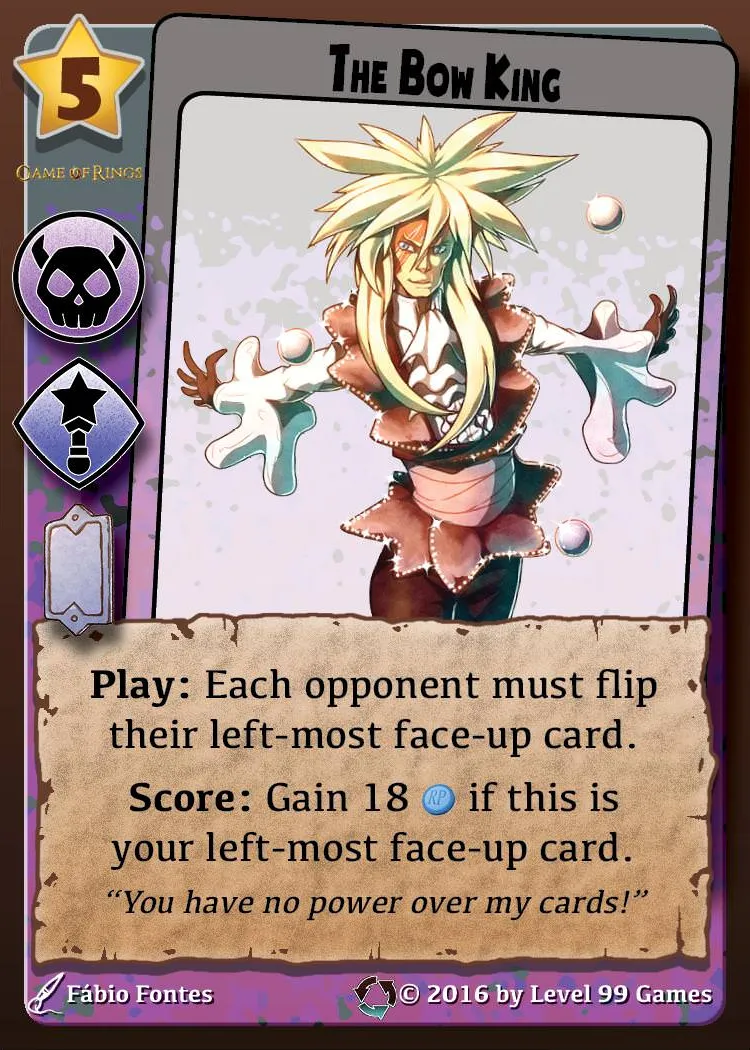 THE BOW KING
5
GAME OF RINGS
Play: Each opponent must flip
their left-most face-up card.
Score: Gain 18 RP if this is
your left-most face-up card.
“You have no power over my cards!”
Fábio Fontes
© 2016 by Level 99 Games